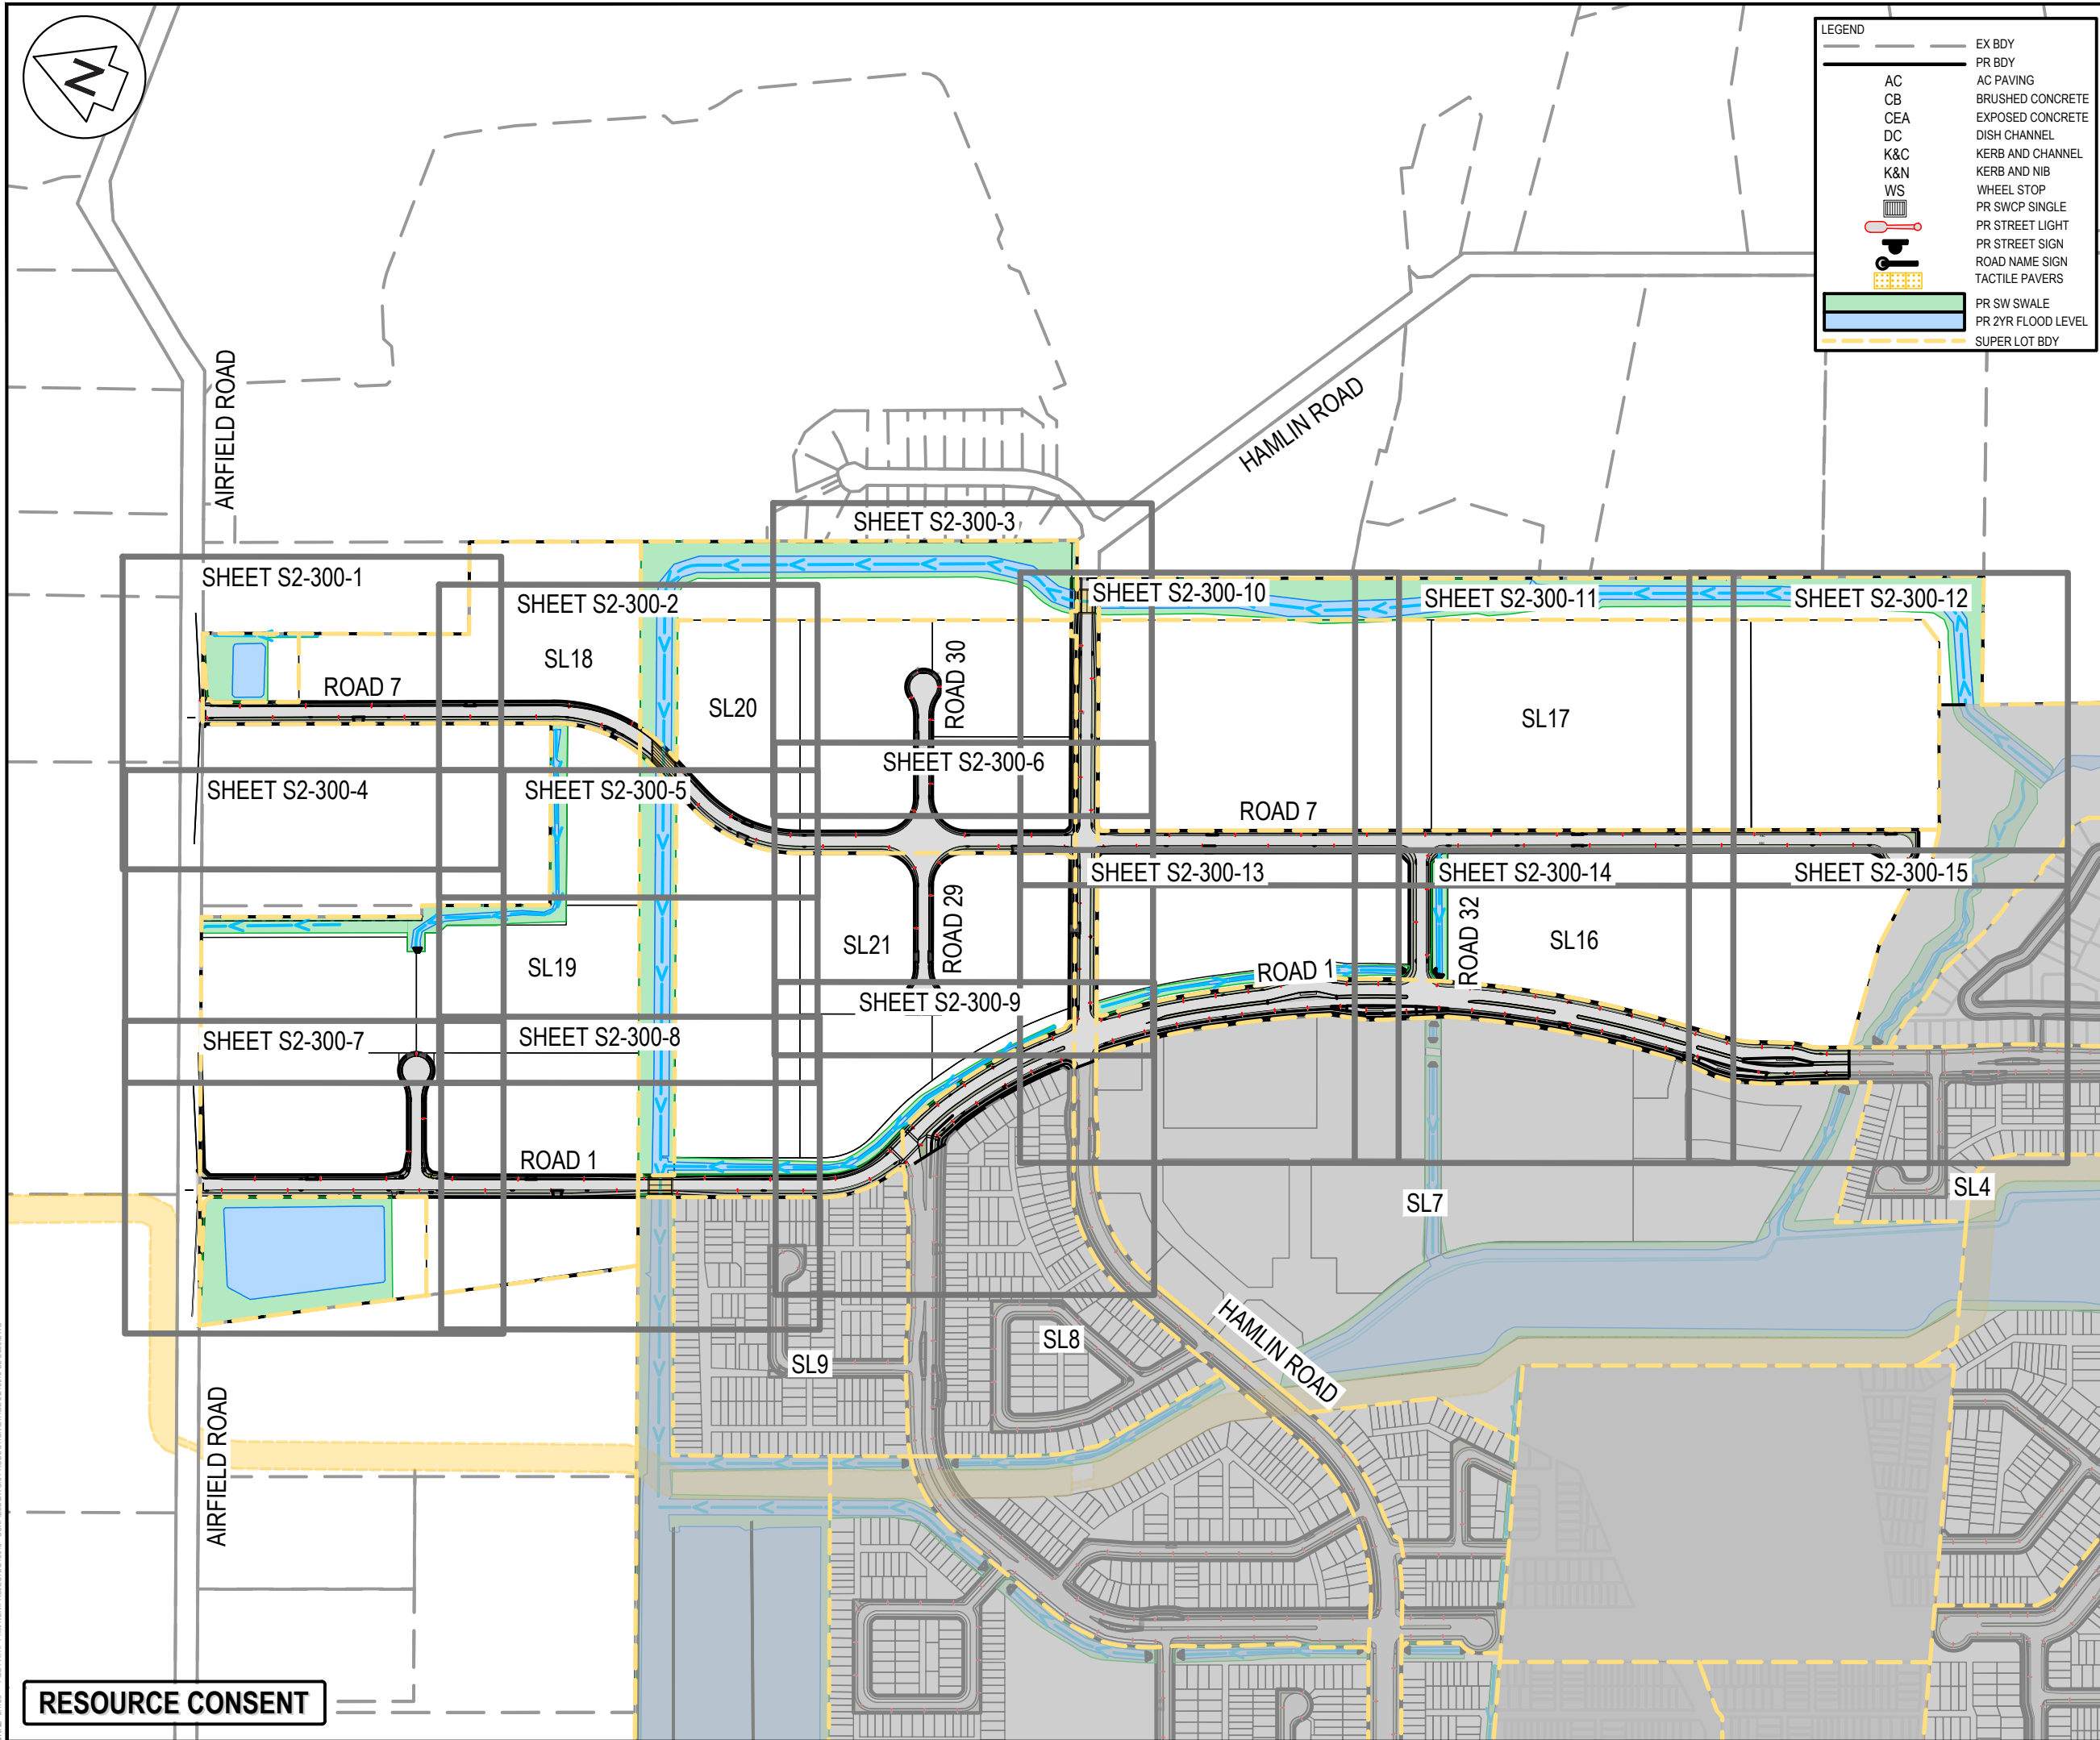 N
LEGEND
EX BDY
PR BDY
AC AC PAVING
CB BRUSHED CONCRETE
CEA EXPOSED CONCRETE
DC DISH CHANNEL
K&C KERB AND CHANNEL
K&N KERB AND NIB
WS WHEEL STOP
PR SWCP SINGLE
PR STREET LIGHT
PR STREET SIGN
ROAD NAME SIGN
TACTILE PAVERS
PR SW SWALE
PR 2YR FLOOD LEVEL
SUPER LOT BDY
AIRFIELD ROAD
HAMLIN ROAD
SHEET S2-300-3
SHEET S2-300-1
SHEET S2-300-2
SHEET S2-300-10
SHEET S2-300-11
SHEET S2-300-12
SL18
ROAD 7
SL20
ROAD 30
SL17
SHEET S2-300-6
SHEET S2-300-4
SHEET S2-300-5
ROAD 7
SHEET S2-300-13
SHEET S2-300-14
SHEET S2-300-15
SL19
SL21
ROAD 29
ROAD 32
SL16
ROAD 1
SHEET S2-300-9
SHEET S2-300-7
SHEET S2-300-8
ROAD 1
SL7
SL4
SL9
SL8
HAMLIN ROAD
AIRFIELD ROAD
RESOURCE CONSENT